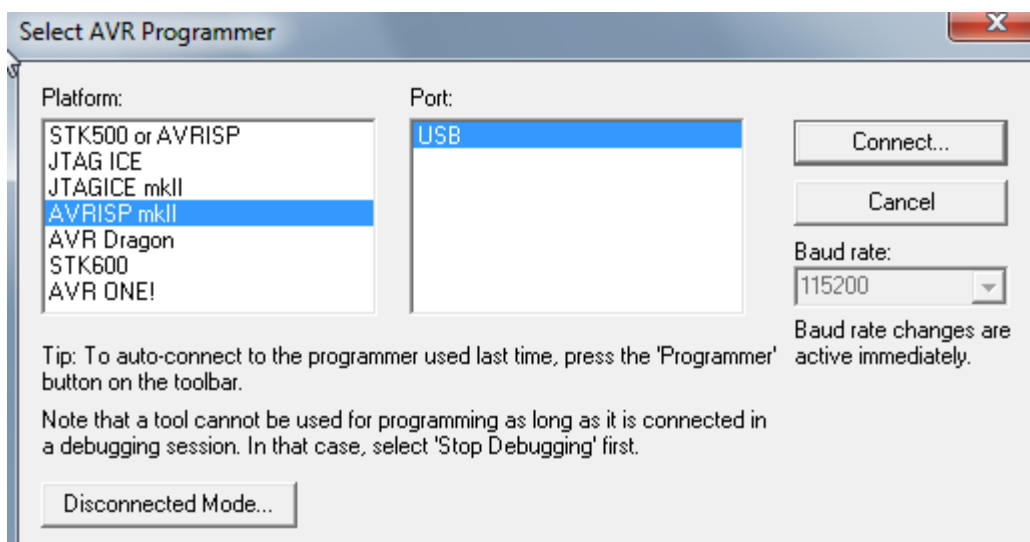 Select AVR Programmer
Platform:
STK500 or AVRISP
JTAG ICE
JTAGICE mkII
AVRISP mkII
AVR Dragon
STK600
AVR ONE!
Port:
USB
Connect...
Cancel
Baud rate:
115200
Baud rate changes are
active immediately.
Tip: To auto-connect to the programmer used last time, press the 'Programmer'
button on the toolbar.
Note that a tool cannot be used for programming as long as it is connected in
a debugging session. In that case, select 'Stop Debugging' first.
Disconnected Mode...